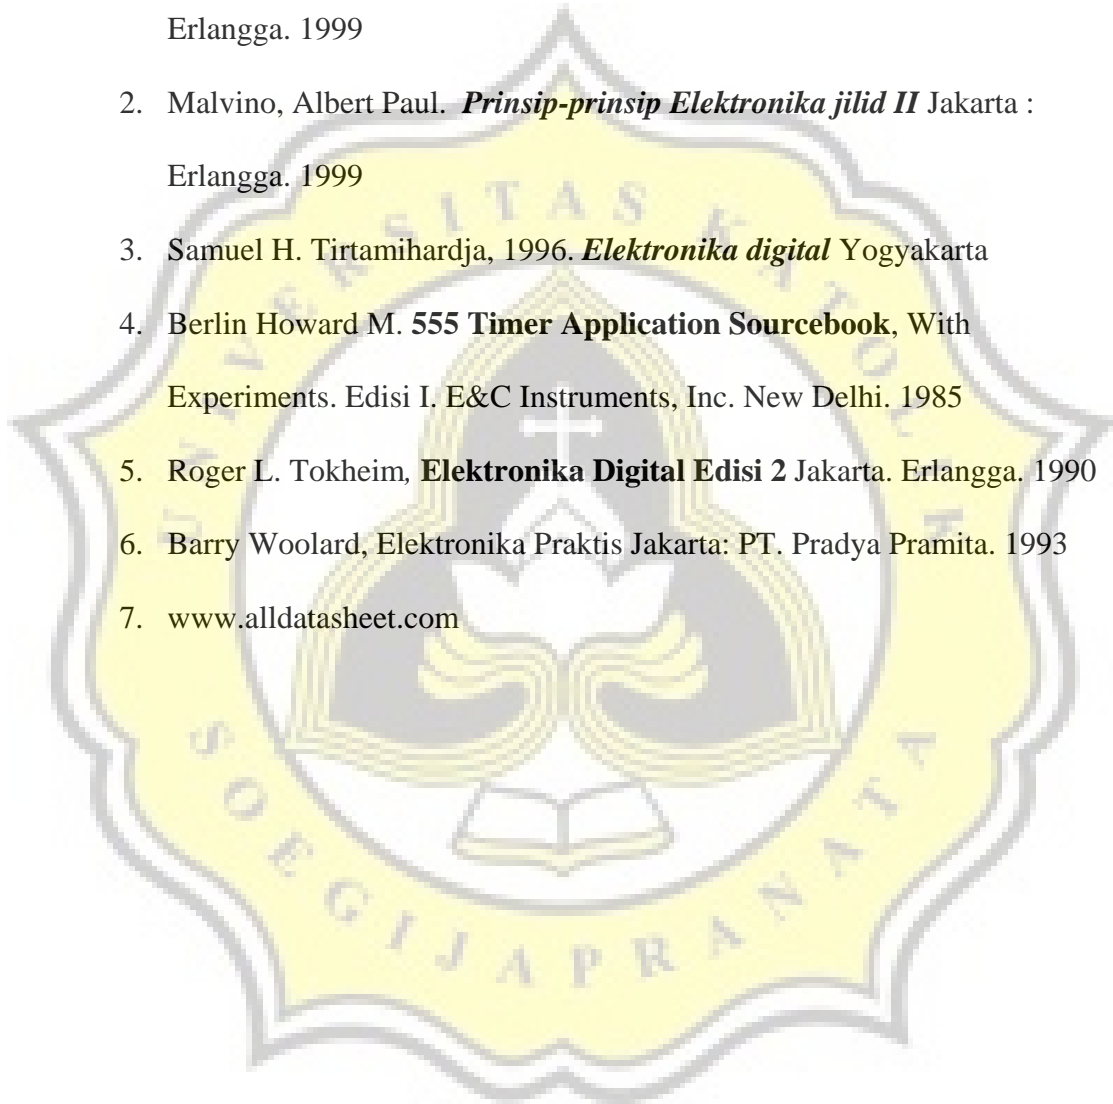 Erlangga. 1999
2. Malvino, Albert Paul. Prinsip-prinsip Elektronika jilid II Jakarta :
Erlangga. 1999
3. Samuel H. Tirtamihardja, 1996. Elektronika digital Yogyakarta
4. Berlin Howard M. 555 Timer Application Sourcebook, With
Experiments. Edisi I. E&C Instruments, Inc. New Delhi. 1985
5. Roger L. Tokheim, Elektronika Digital Edisi 2 Jakarta. Erlangga. 1990
6. Barry Woolard, Elektronika Praktis Jakarta: PT. Pradya Pramita. 1993
7. www.alldatasheet.com
UNIVERSITAS KATOLIK
SOEGIJAPRANATA